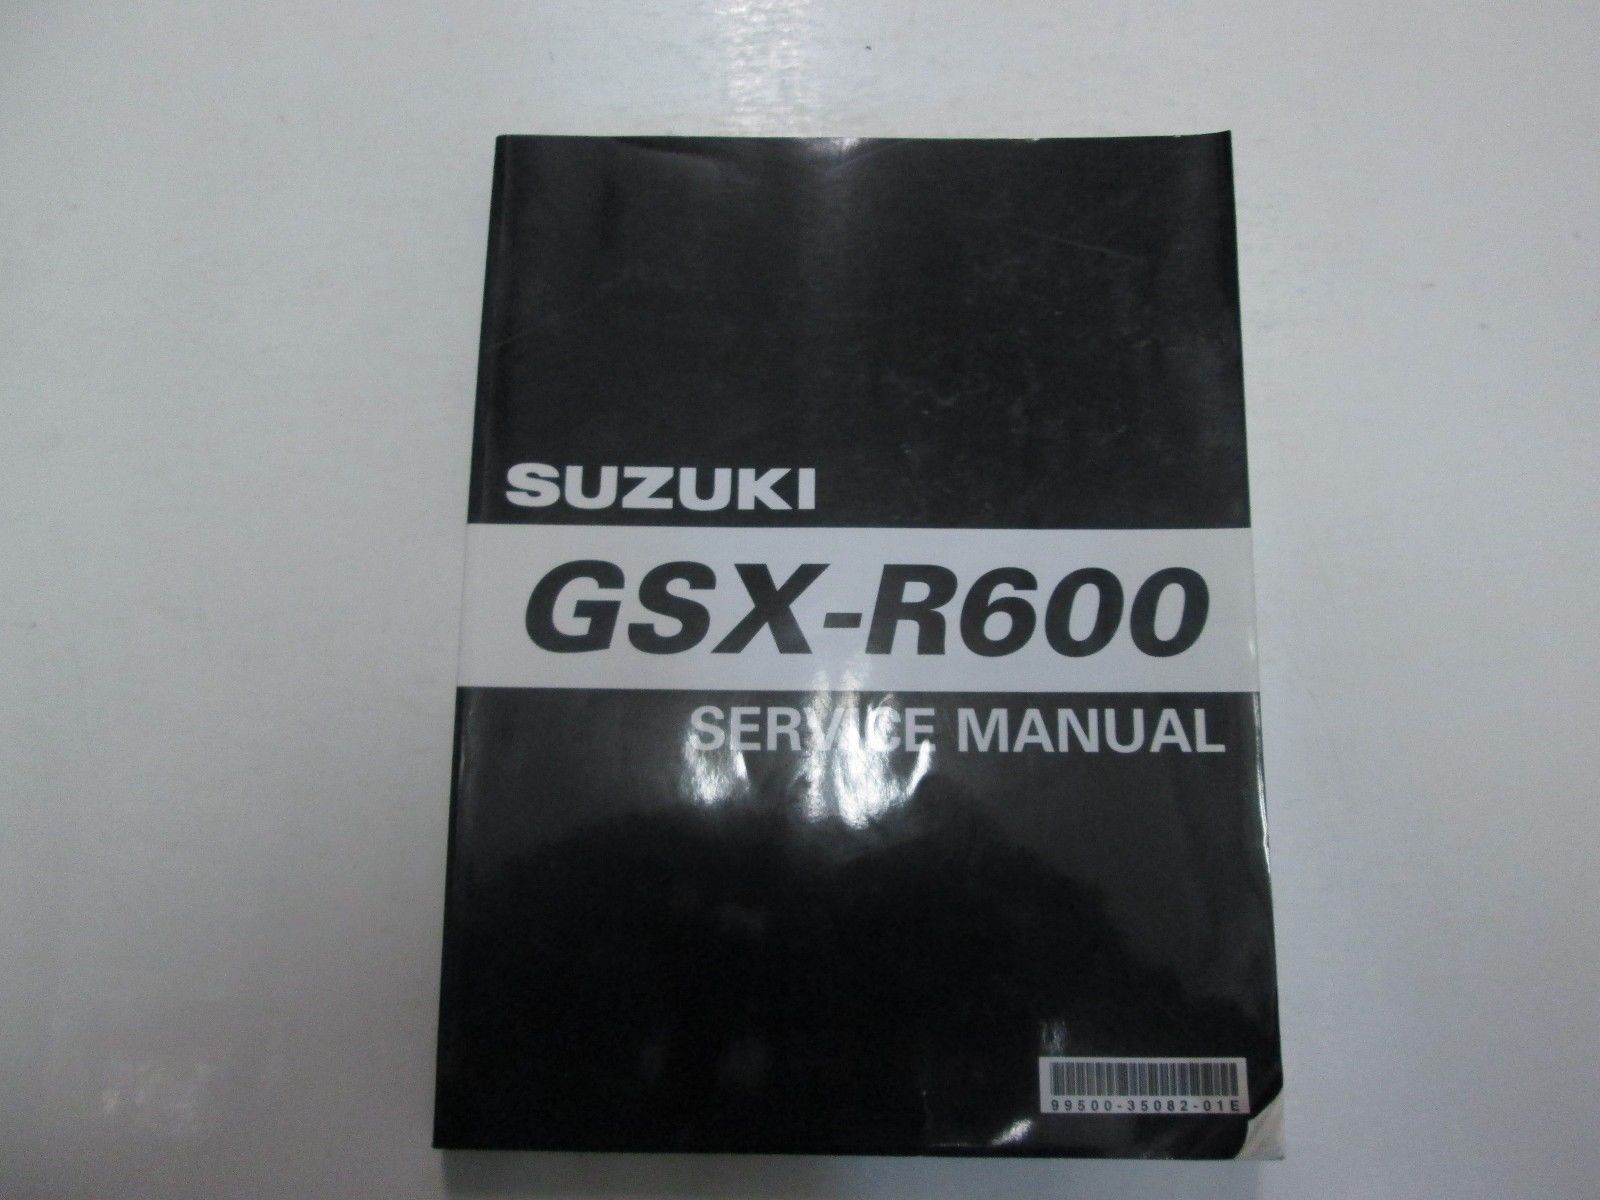 SUZUKI
GSX-R600
SERVICE MANUAL
99500-35082-01E